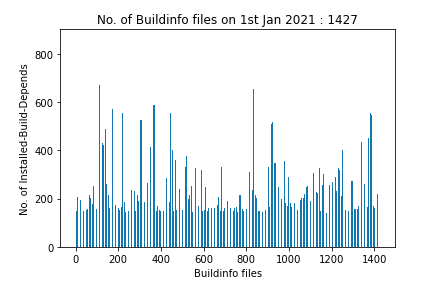 No. of Buildinfo files on 1st Jan 2021 : 1427
No. of Installed-Build-Depends
800
600
400
200
0
0 200 400 600 800 1000 1200 1400
Buildinfo files